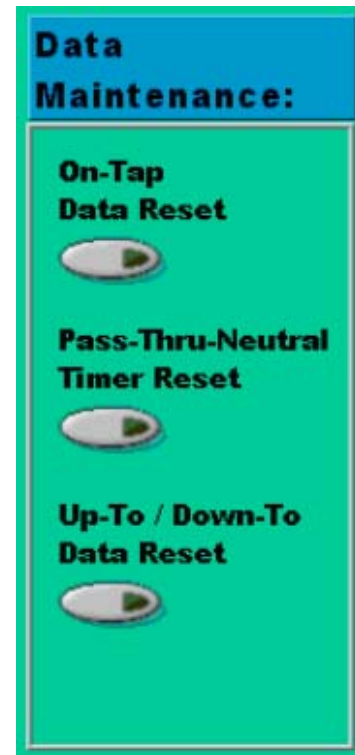 Data
Maintenance:
On-Tap
Data Reset
Pass-Thru-Neutral
Timer Reset
Up-To / Down-To
Data Reset